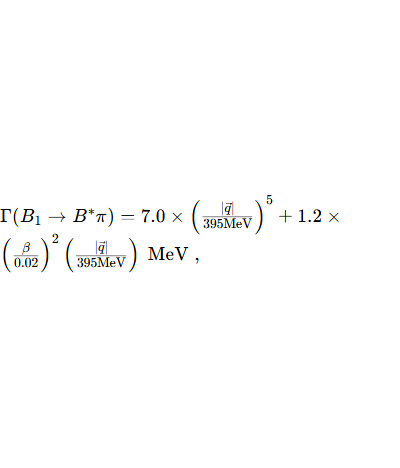 Γ(B₁ → B*π) = 7.0 × (|q⃗| / 395MeV)⁵ + 1.2 ×
(β / 0.02)² (|q⃗| / 395MeV) MeV ,